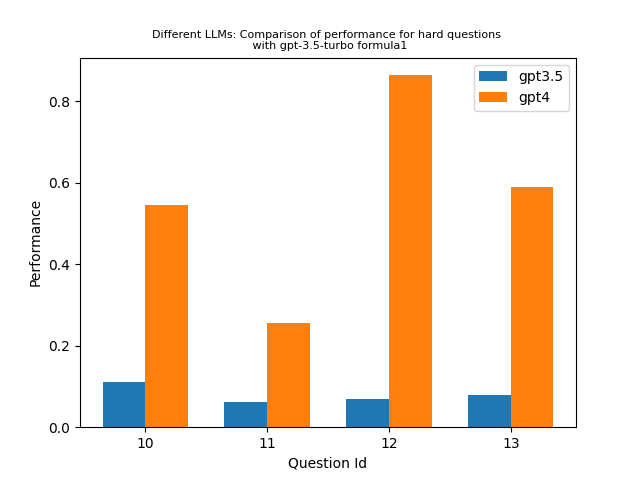 Different LLMs: Comparison of performance for hard questions
with gpt-3.5-turbo formula1
gpt3.5
gpt4
0.8
0.6
0.4
0.2
0.0
Performance
10 11 12 13
Question Id